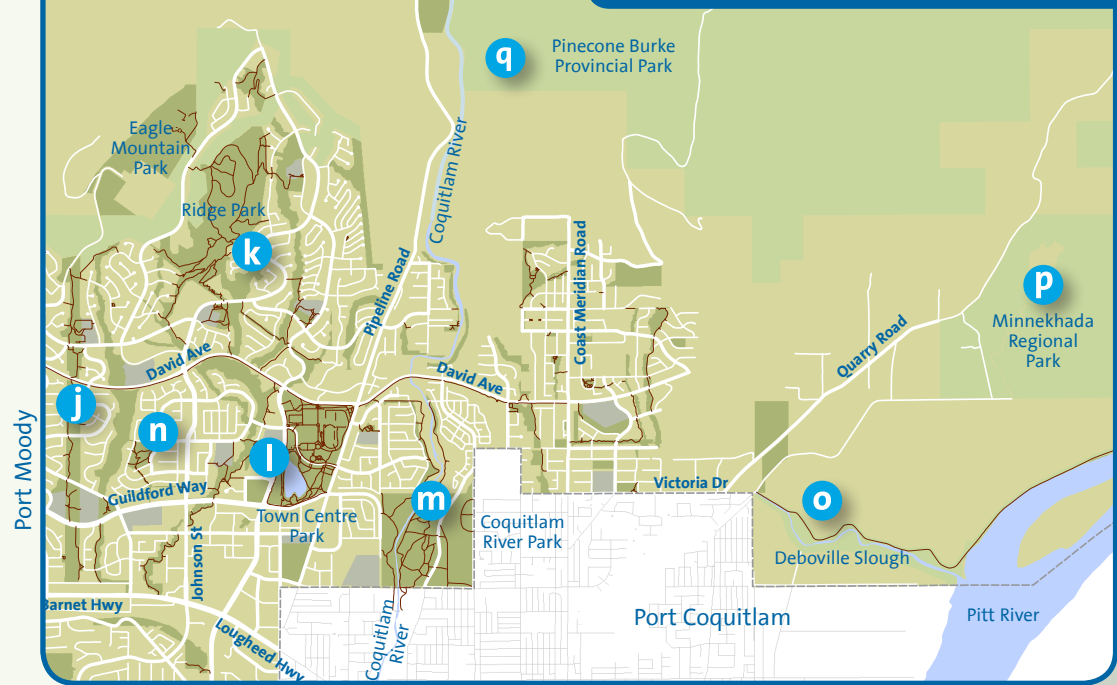 q
Pinecone Burke
Provincial Park
Eagle
Mountain
Park
Coquitlam River
Ridge Park
k
Pipeline Road
Coast Meridian Road
p
Minnekhada
Regional
Park
Quarry Road
David Ave
David Ave
j
n
l
Port Moody
Guildford Way
m
Victoria Dr
o
Town Centre
Park
Coquitlam
River Park
Johnson St
Deboville Slough
Barnet Hwy
Lougheed Hwy
Coquitlam
River
Port Coquitlam
Pitt River